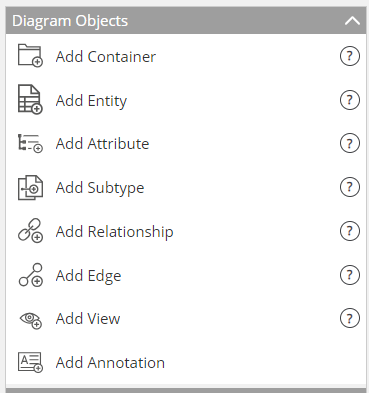 Diagram Objects
Add Container ?
Add Entity ?
Add Attribute ?
Add Subtype ?
Add Relationship ?
Add Edge ?
Add View ?
Add Annotation